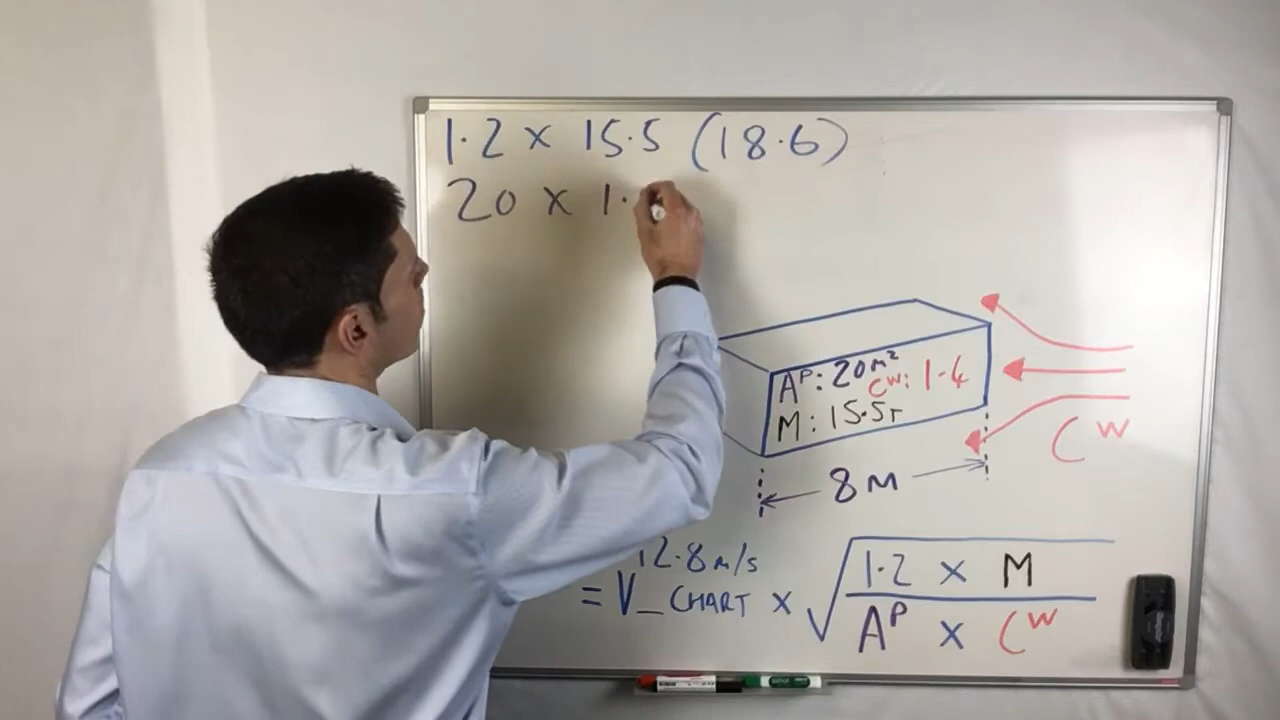 1.2 x 15.5 (18.6)
20 x 1.
Aᴾ: 20m²
Cᵂ: 1.4
M: 15.5T
Cᵂ
8M
12.8m/s
= V_CHART x √ 1.2 x M
Aᴾ x Cᵂ